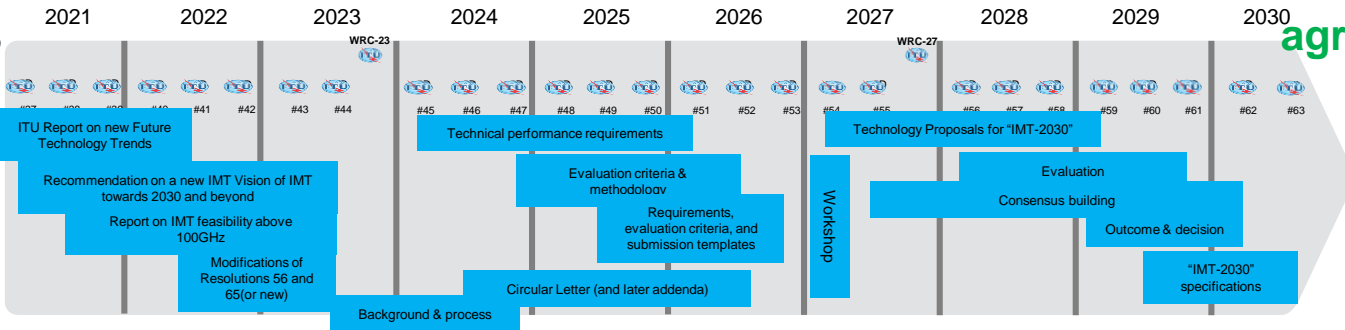 2021 2022 2023 2024 2025 2026 2027 2028 2029 2030
agr
WRC-23
WRC-27
#41 #42 #43 #44 #45 #46 #47 #48 #49 #50 #51 #52 #53 #54 #55 #56 #57 #58 #59 #60 #61 #62 #63
ITU Report on new Future
Technology Trends
Technical performance requirements
Technology Proposals for “IMT-2030”
Recommendation on a new IMT Vision of IMT
towards 2030 and beyond
Evaluation criteria &
methodology
Workshop
Evaluation
Consensus building
Report on IMT feasibility above
100GHz
Requirements,
evaluation criteria, and
submission templates
Outcome & decision
Modifications of
Resolutions 56 and
65(or new)
Circular Letter (and later addenda)
“IMT-2030”
specifications
Background & process